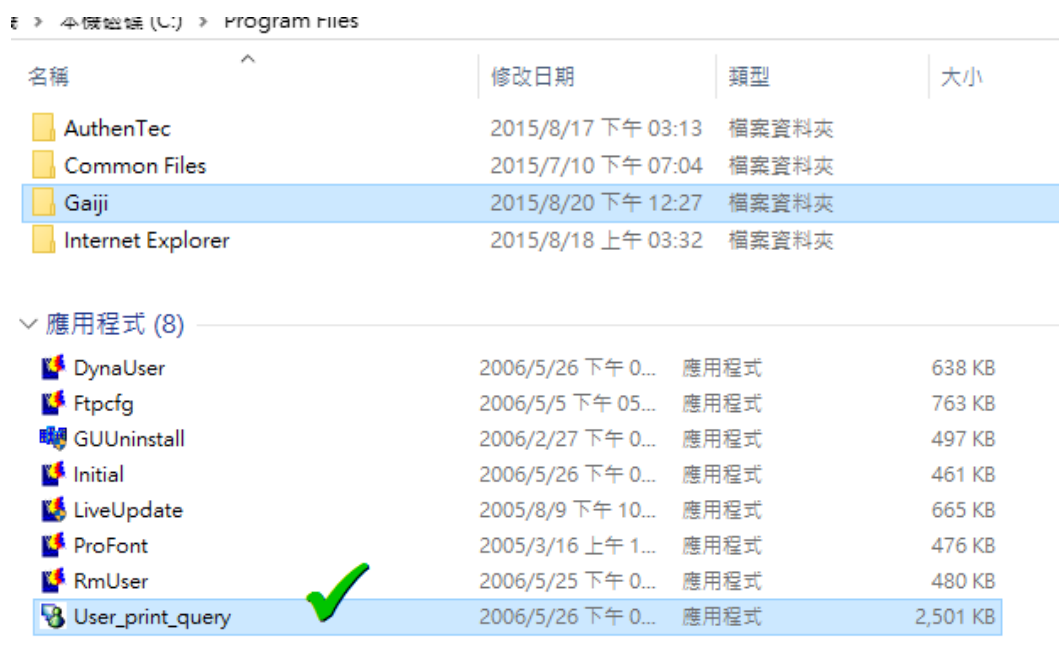 本機磁碟 (C:) > Program Files
名稱 修改日期 類型 大小
AuthenTec 2015/8/17 下午 03:13 檔案資料夾
Common Files 2015/7/10 下午 07:04 檔案資料夾
Gaiji 2015/8/20 下午 12:27 檔案資料夾
Internet Explorer 2015/8/18 上午 03:32 檔案資料夾
應用程式 (8)
DynaUser 2006/5/26 下午 0... 應用程式 638 KB
Ftpcfg 2006/5/5 下午 05... 應用程式 763 KB
GUUninstall 2006/2/27 下午 0... 應用程式 497 KB
Initial 2006/5/26 下午 0... 應用程式 461 KB
LiveUpdate 2005/8/9 下午 10... 應用程式 665 KB
ProFont 2005/3/16 上午 1... 應用程式 476 KB
RmUser 2006/5/25 下午 0... 應用程式 480 KB
User_print_query 2006/5/26 下午 0... 應用程式 2,501 KB